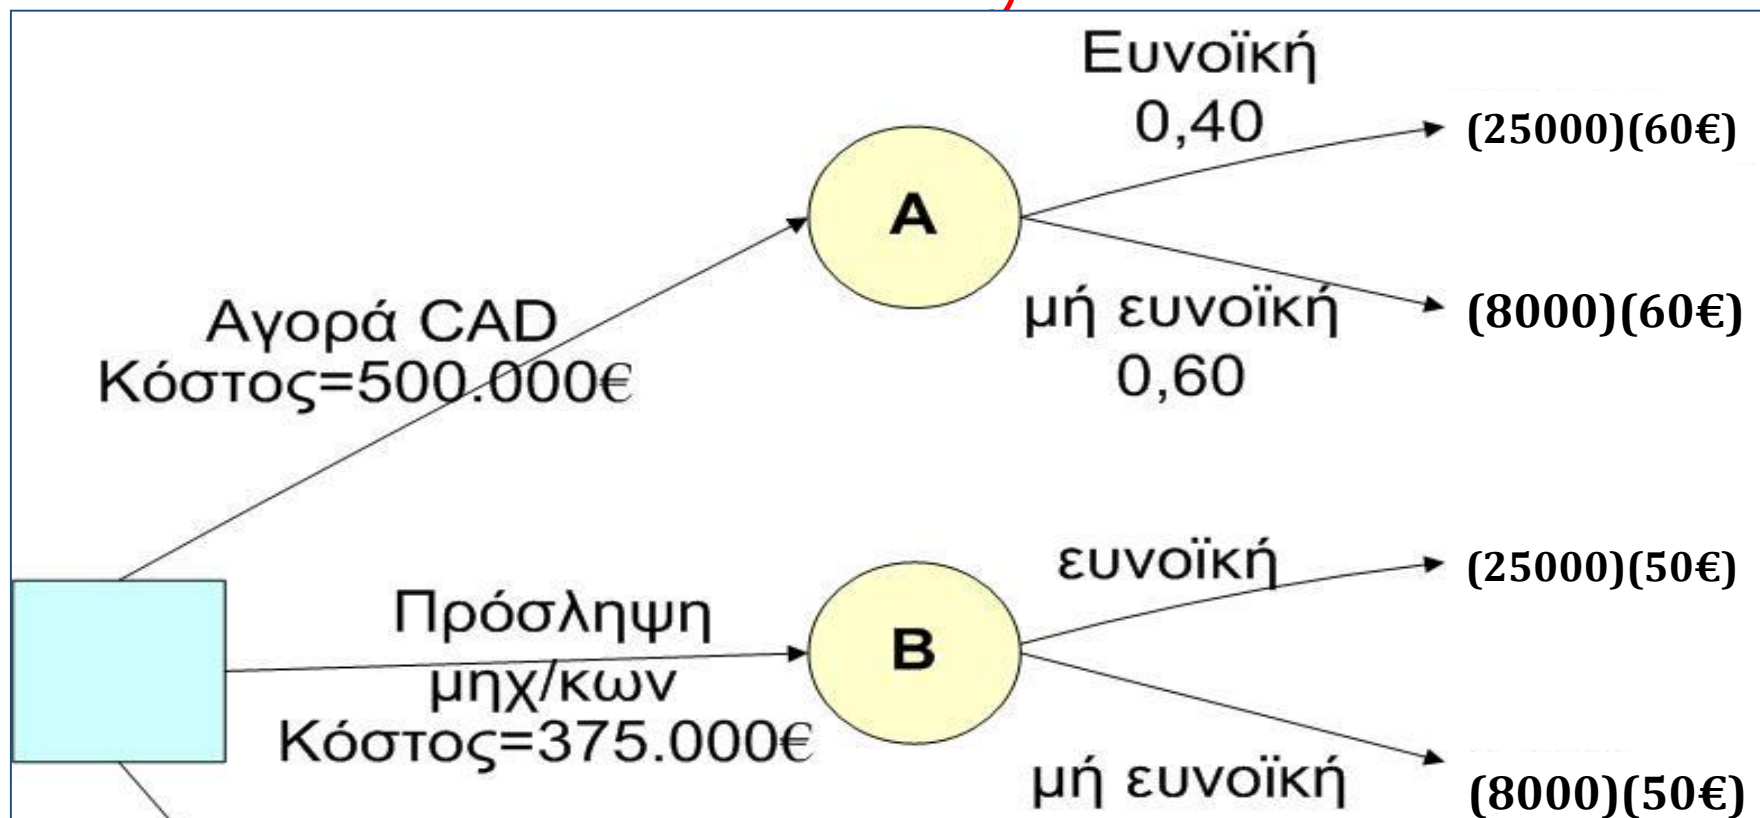 Ευνοϊκή
0,40
(25000)(60€)
A
μή ευνοϊκή
0,60
(8000)(60€)
Αγορά CAD
Κόστος=500.000€
ευνοϊκή
(25000)(50€)
Πρόσληψη
μηχ/κων
Κόστος=375.000€
B
μή ευνοϊκή
(8000)(50€)